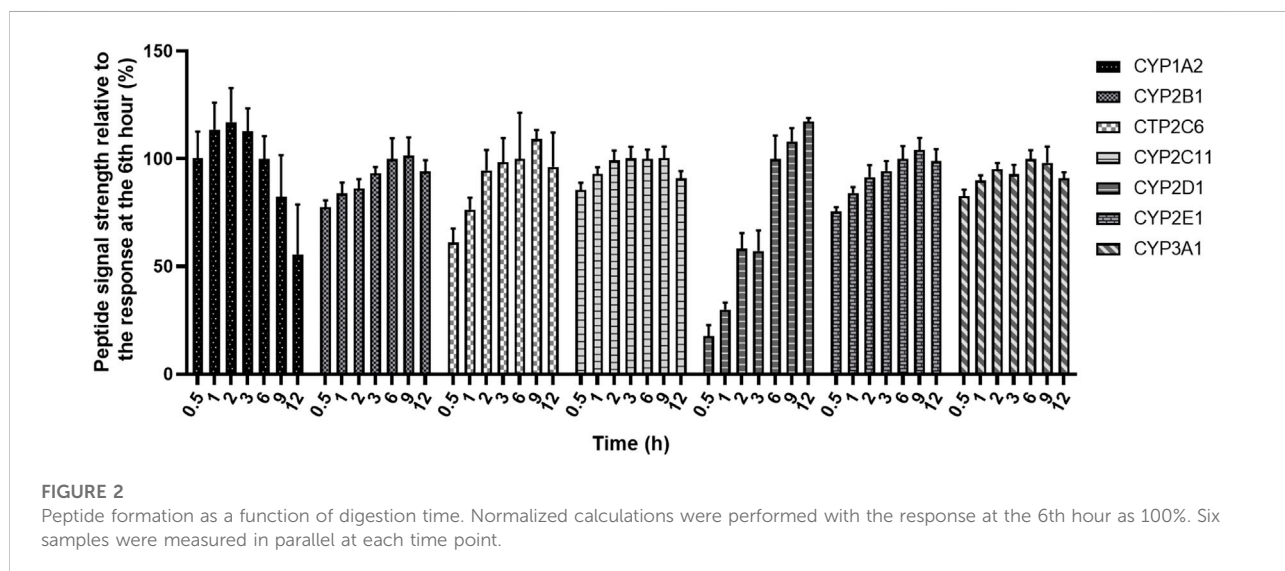 Peptide signal strength relative to
the response at the 6th hour (%)
150
100
50
0
0.5 1 2 3 6 9 12 0.5 1 2 3 6 9 12 0.5 1 2 3 6 9 12 0.5 1 2 3 6 9 12 0.5 1 2 3 6 9 12 0.5 1 2 3 6 9 12 0.5 1 2 3 6 9 12
Time (h)
CYP1A2
CYP2B1
CTP2C6
CYP2C11
CYP2D1
CYP2E1
CYP3A1
FIGURE 2
Peptide formation as a function of digestion time. Normalized calculations were performed with the response at the 6th hour as 100%. Six
samples were measured in parallel at each time point.